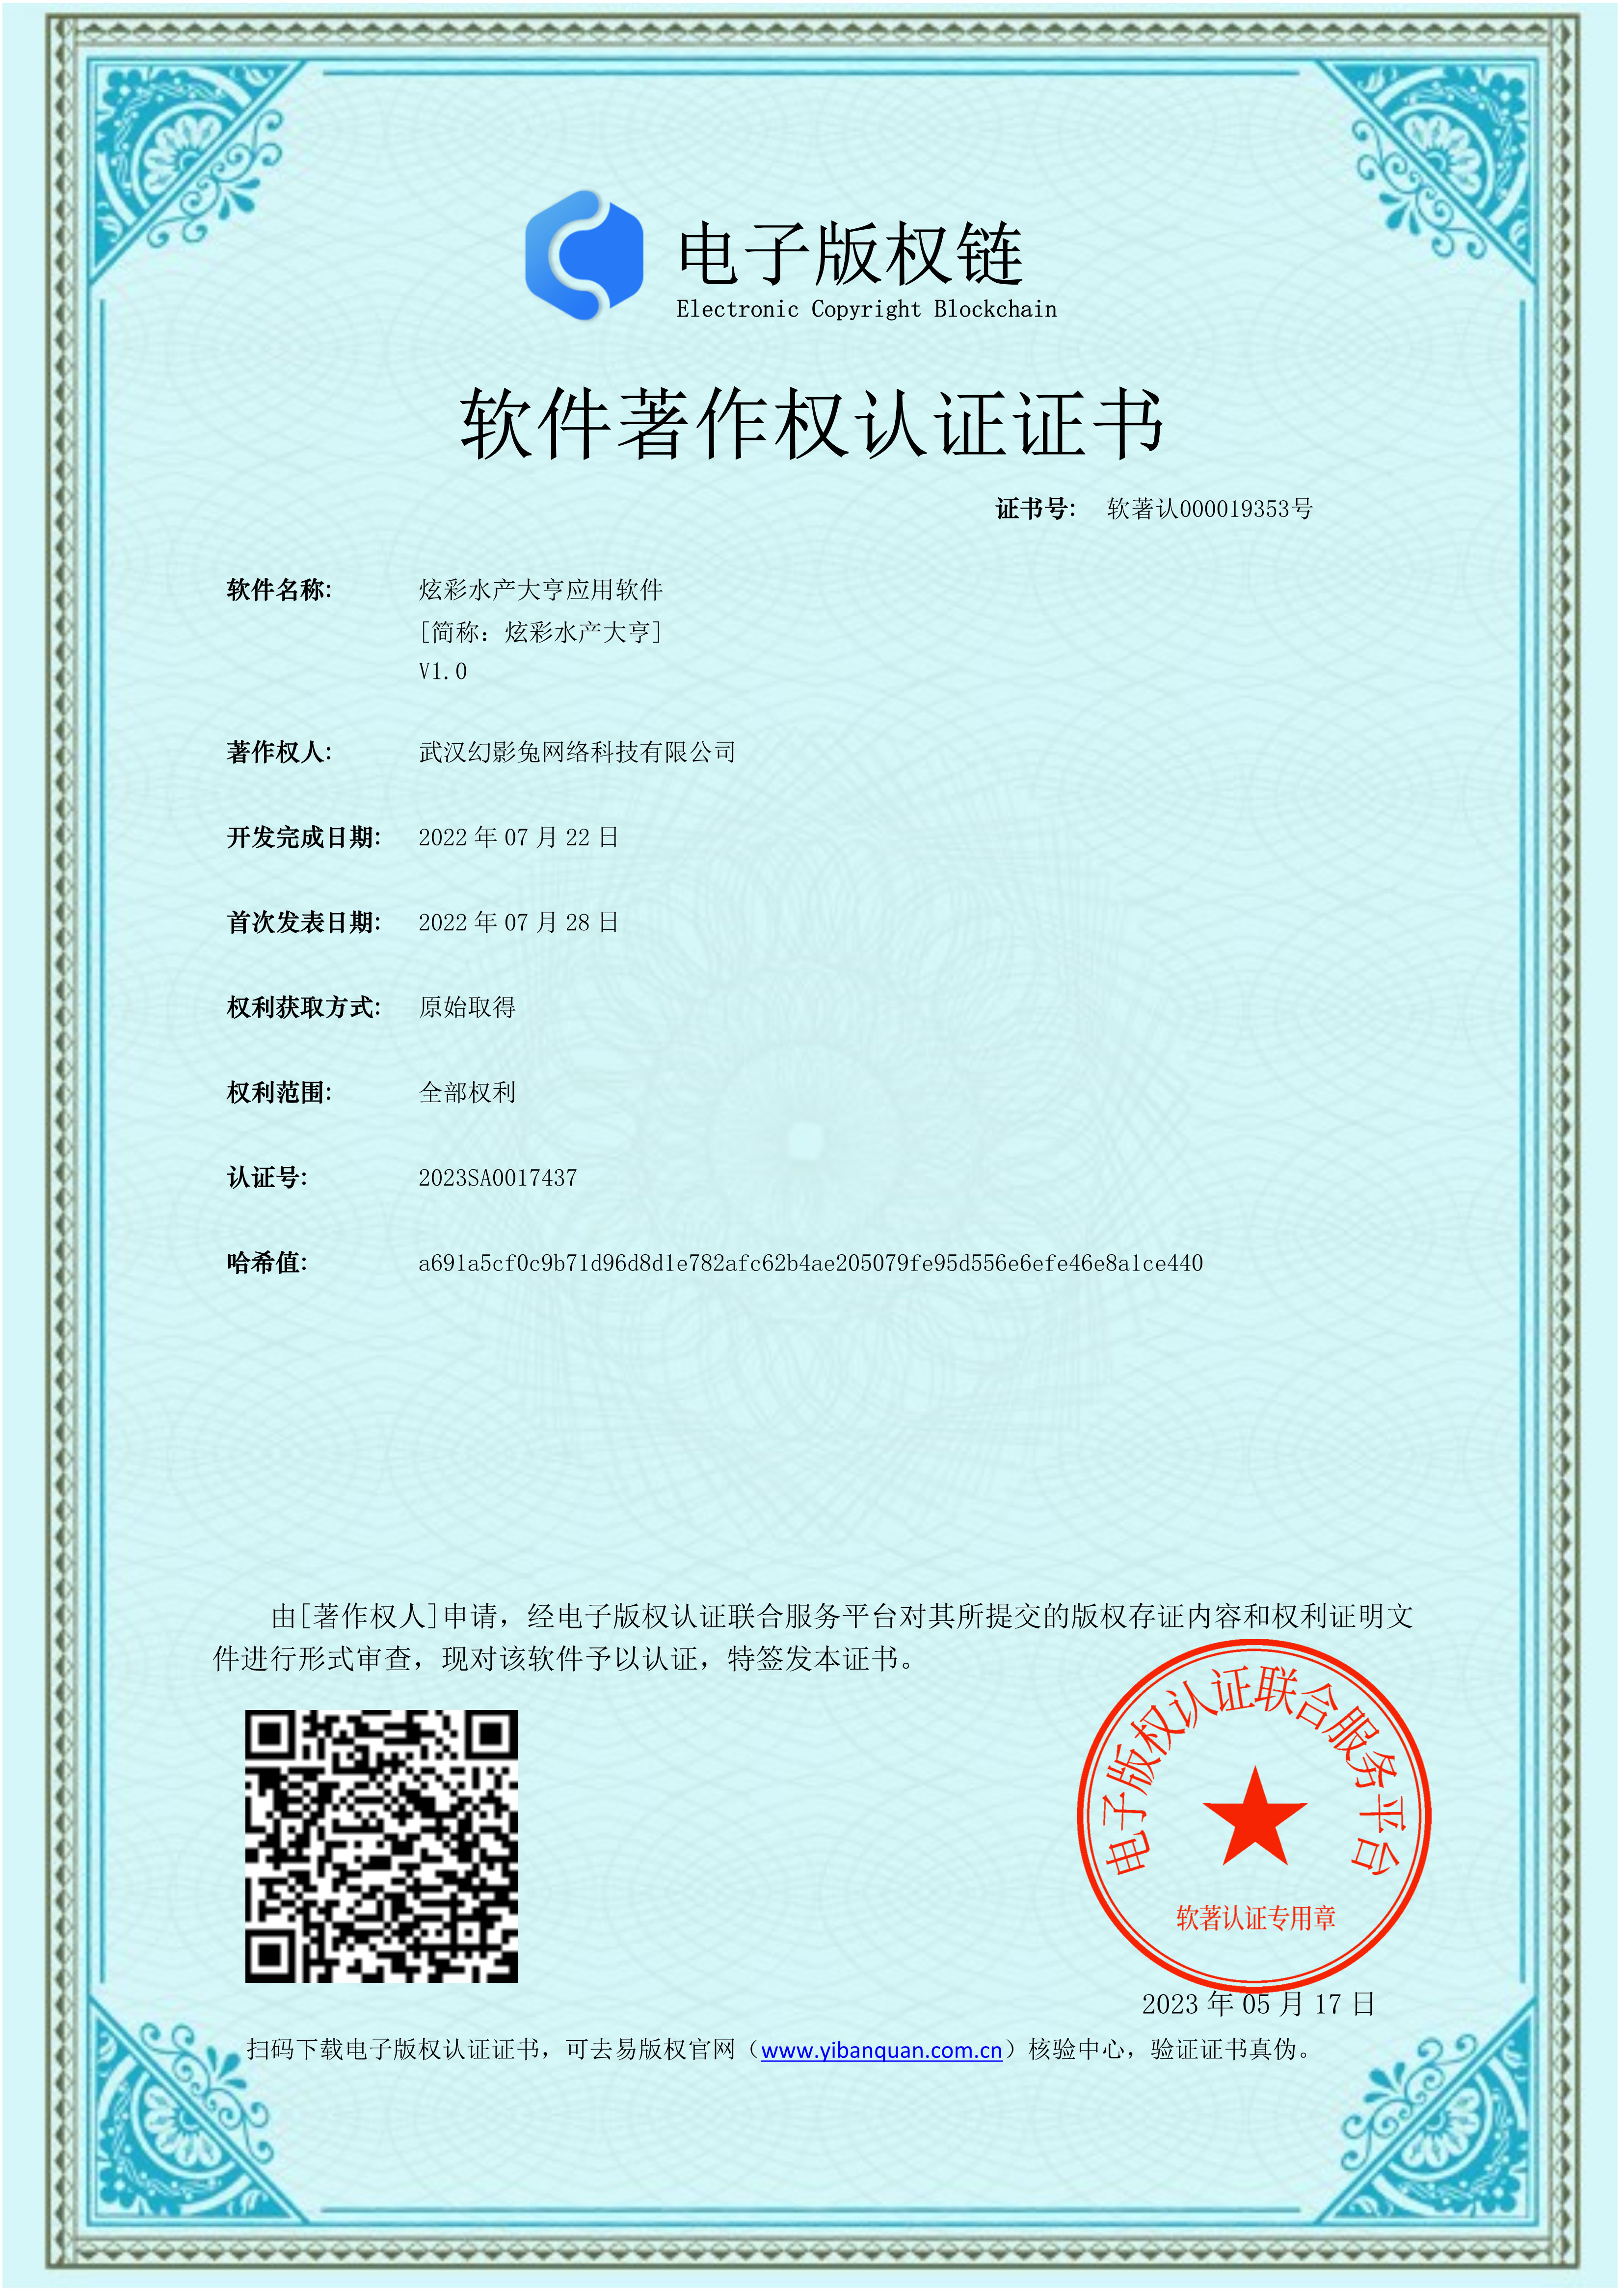 电子版权链
Electronic Copyright Blockchain
软件著作权认证证书
证书号： 软著认000019353号
软件名称： 炫彩水产大亨应用软件
[简称：炫彩水产大亨]
V1.0
著作权人： 武汉幻影兔网络科技有限公司
开发完成日期： 2022 年 07 月 22 日
首次发表日期： 2022 年 07 月 28 日
权利获取方式： 原始取得
权利范围： 全部权利
认证号： 2023SA0017437
哈希值： a691a5cf0c9b71d96d8d1e782afc62b4ae205079fe95d556e6efe46e8a1ce440
由[著作权人]申请，经电子版权认证联合服务平台对其所提交的版权存证内容和权利证明文
件进行形式审查，现对该软件予以认证，特签发本证书。
电子版权认证联合服务平台
软著认证专用章
2023 年 05 月 17 日
扫码下载电子版权认证证书，可去易版权官网（www.yibanquan.com.cn）核验中心，验证证书真伪。